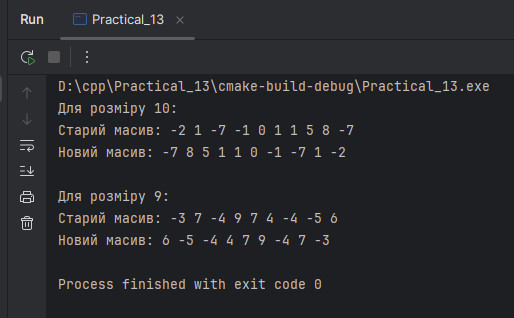 Run
Practical_13
D:\cpp\Practical_13\cmake-build-debug\Practical_13.exe
Для розміру 10:
Старий масив: -2 1 -7 -1 0 1 1 5 8 -7
Новий масив: -7 8 5 1 1 0 -1 -7 1 -2
Для розміру 9:
Старий масив: -3 7 -4 9 7 4 -4 -5 6
Новий масив: 6 -5 -4 4 7 9 -4 7 -3
Process finished with exit code 0